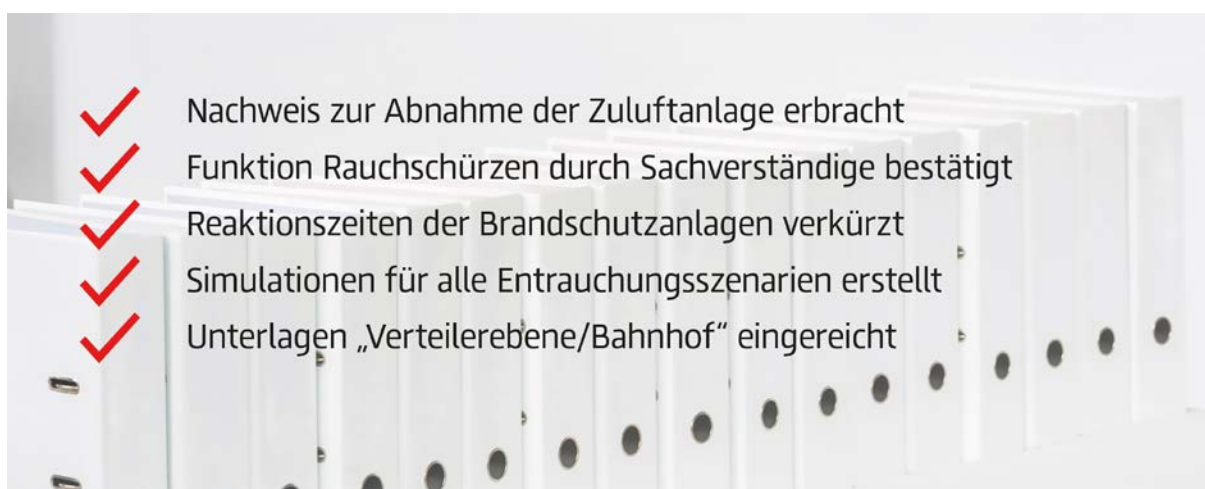 Nachweis zur Abnahme der Zuluftanlage erbracht
Funktion Rauchschürzen durch Sachverständige bestätigt
Reaktionszeiten der Brandschutzanlagen verkürzt
Simulationen für alle Entrauchungsszenarien erstellt
Unterlagen „Verteilerebene/Bahnhof“ eingereicht